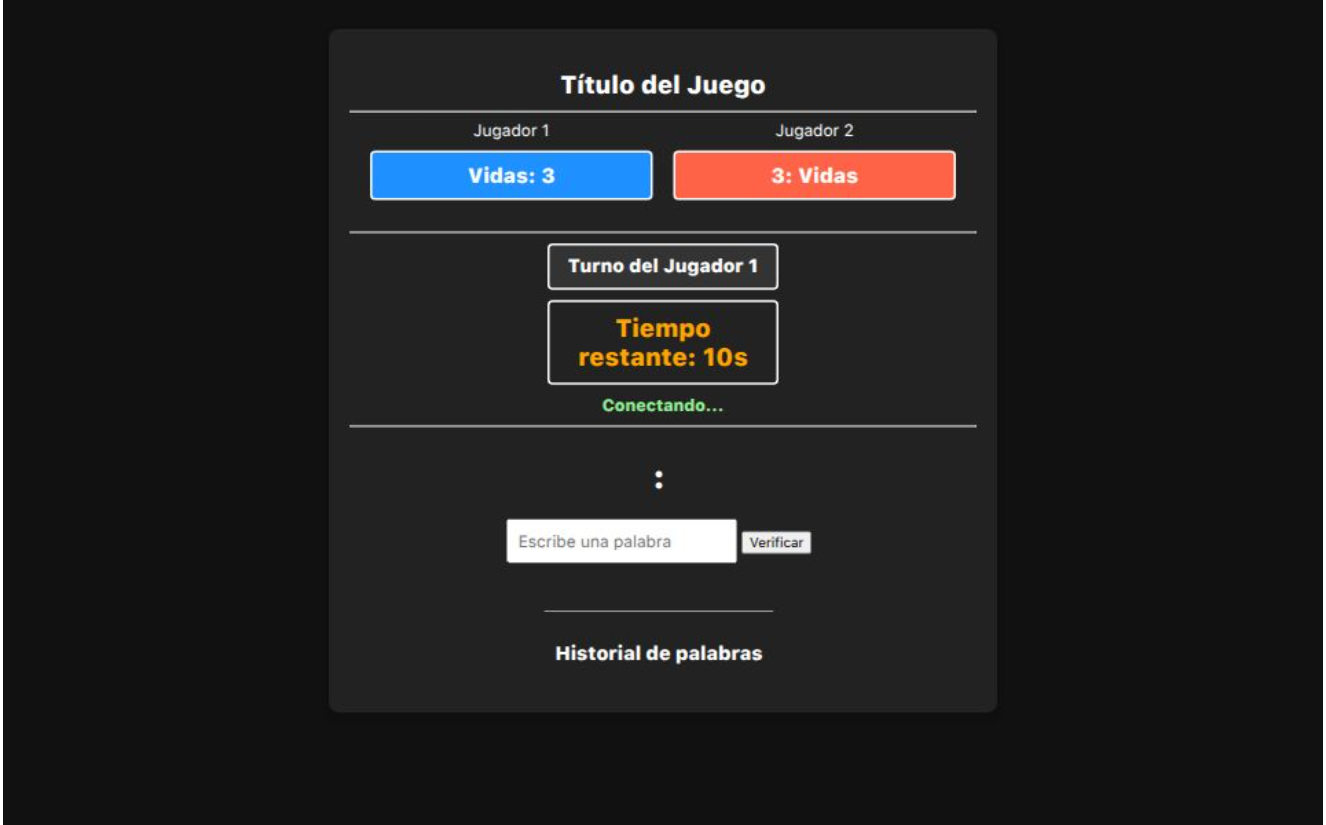 Título del Juego
Jugador 1
Jugador 2
Vidas: 3
3: Vidas
Turno del Jugador 1
Tiempo
restante: 10s
Conectando...
:
Escribe una palabra
Verificar
Historial de palabras